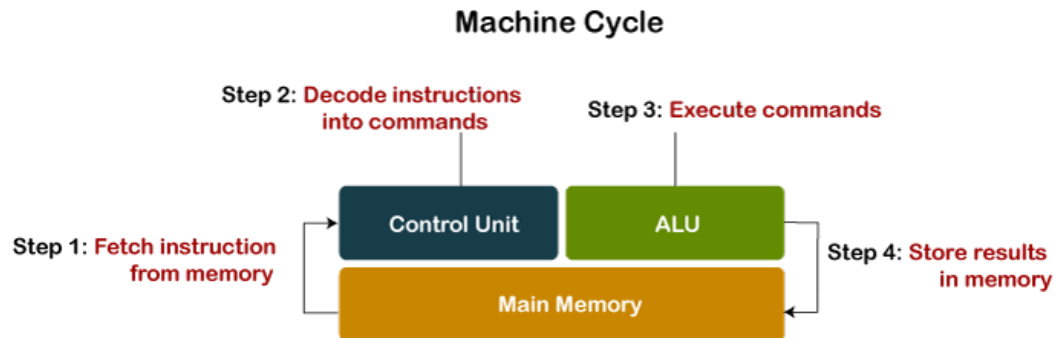 Machine Cycle
Step 2: Decode instructions
into commands
Step 3: Execute commands
Control Unit
ALU
Step 1: Fetch instruction
from memory
Step 4: Store results
in memory
Main Memory